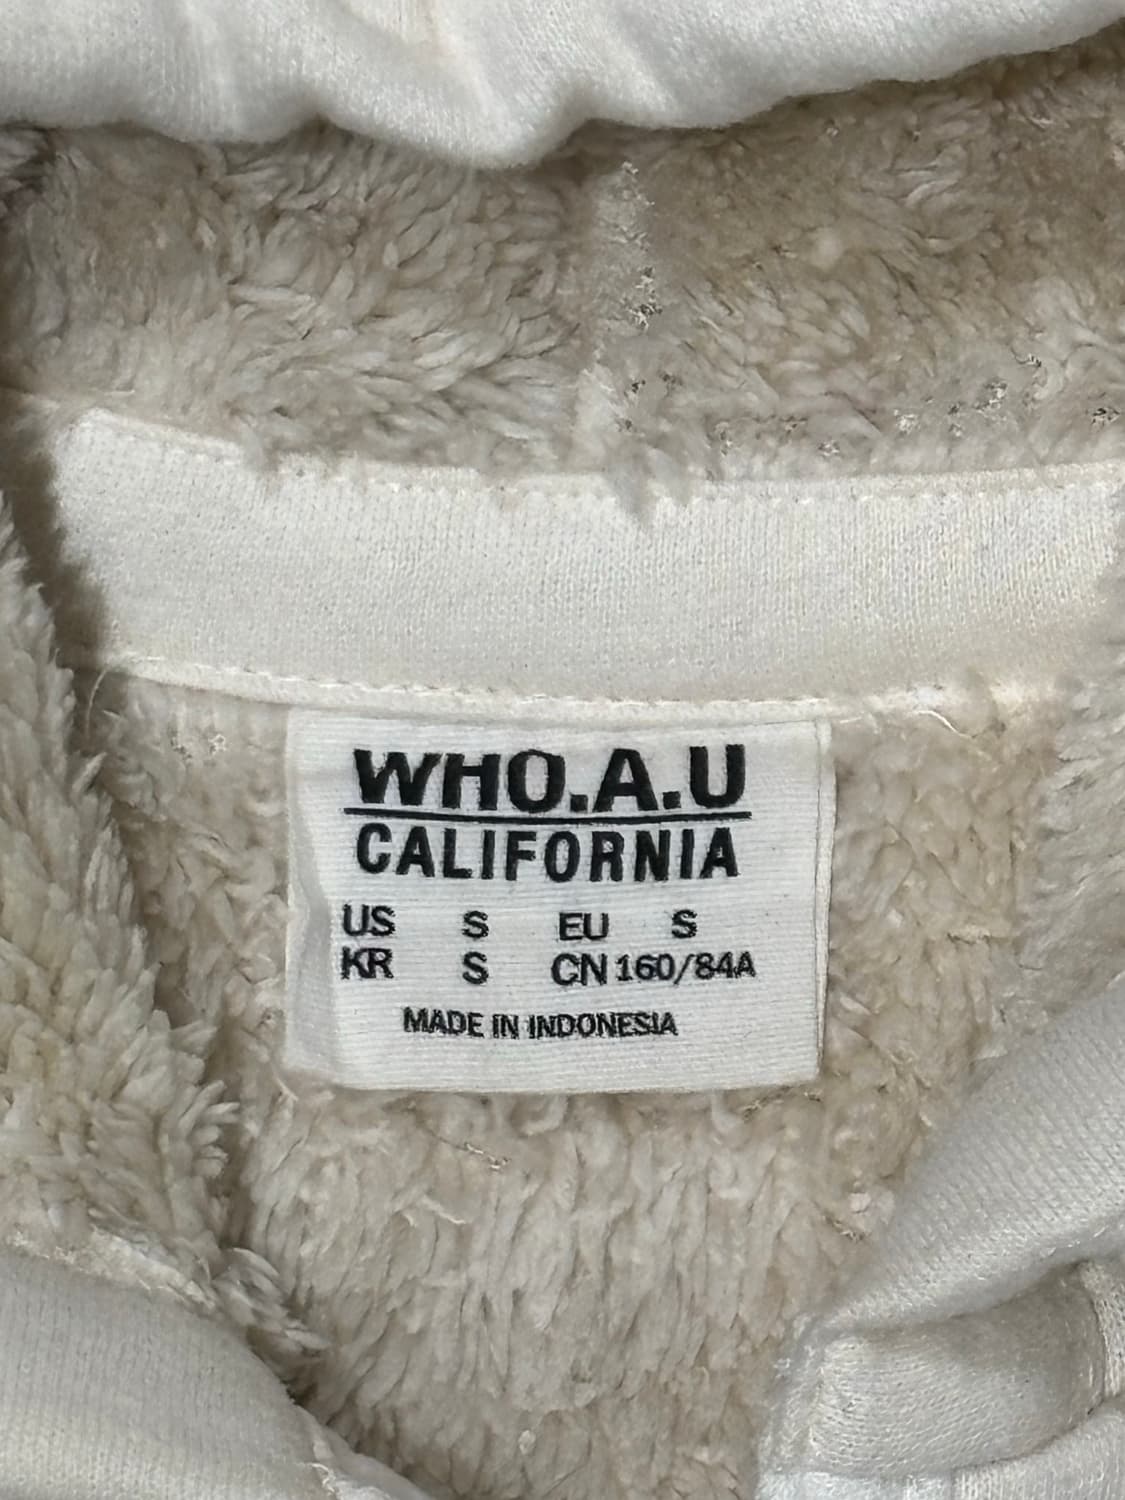 WHO.A.U
CALIFORNIA
US S EU S
KR S CN 160/84A
MADE IN INDONESIA